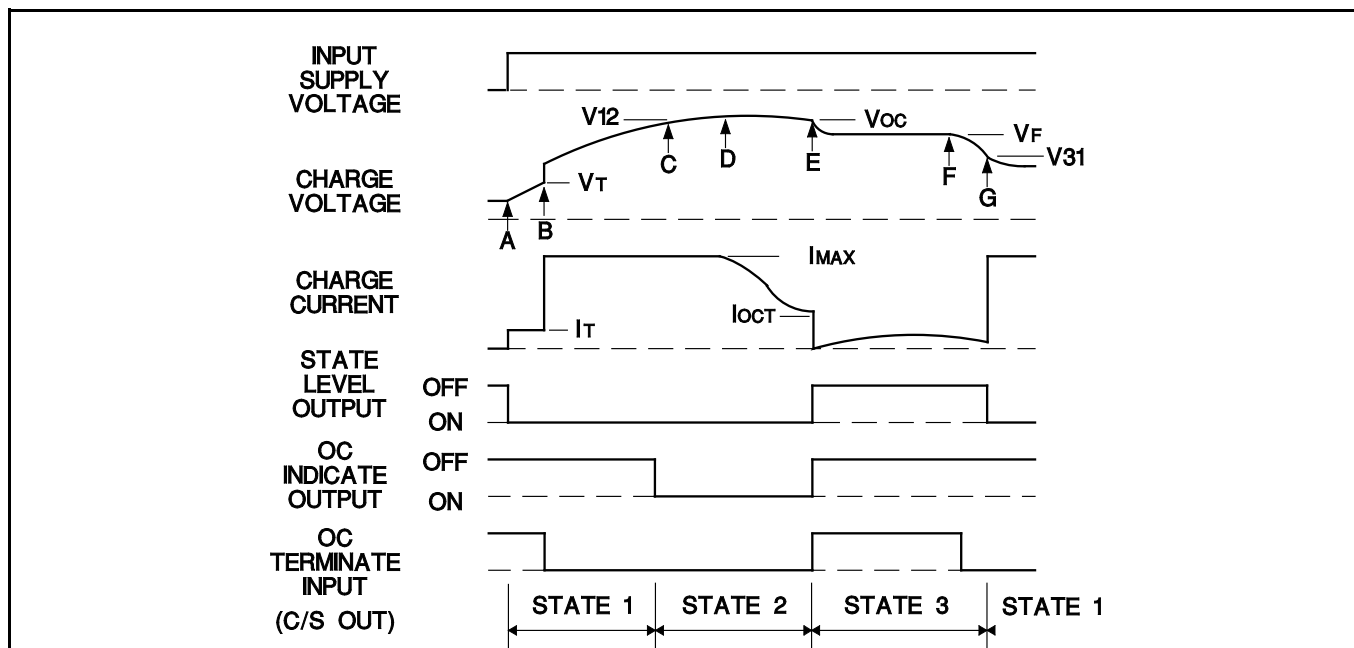 INPUT
SUPPLY
VOLTAGE
V12
VOC
VF
V31
C
D
E
F
G
CHARGE
VOLTAGE
VT
A
B
CHARGE
CURRENT
IMAX
IOCT
IT
STATE
LEVEL
OUTPUT
OFF
ON
OC
INDICATE
OUTPUT
OFF
ON
OC
TERMINATE
INPUT
(C/S OUT)
STATE 1
STATE 2
STATE 3
STATE 1